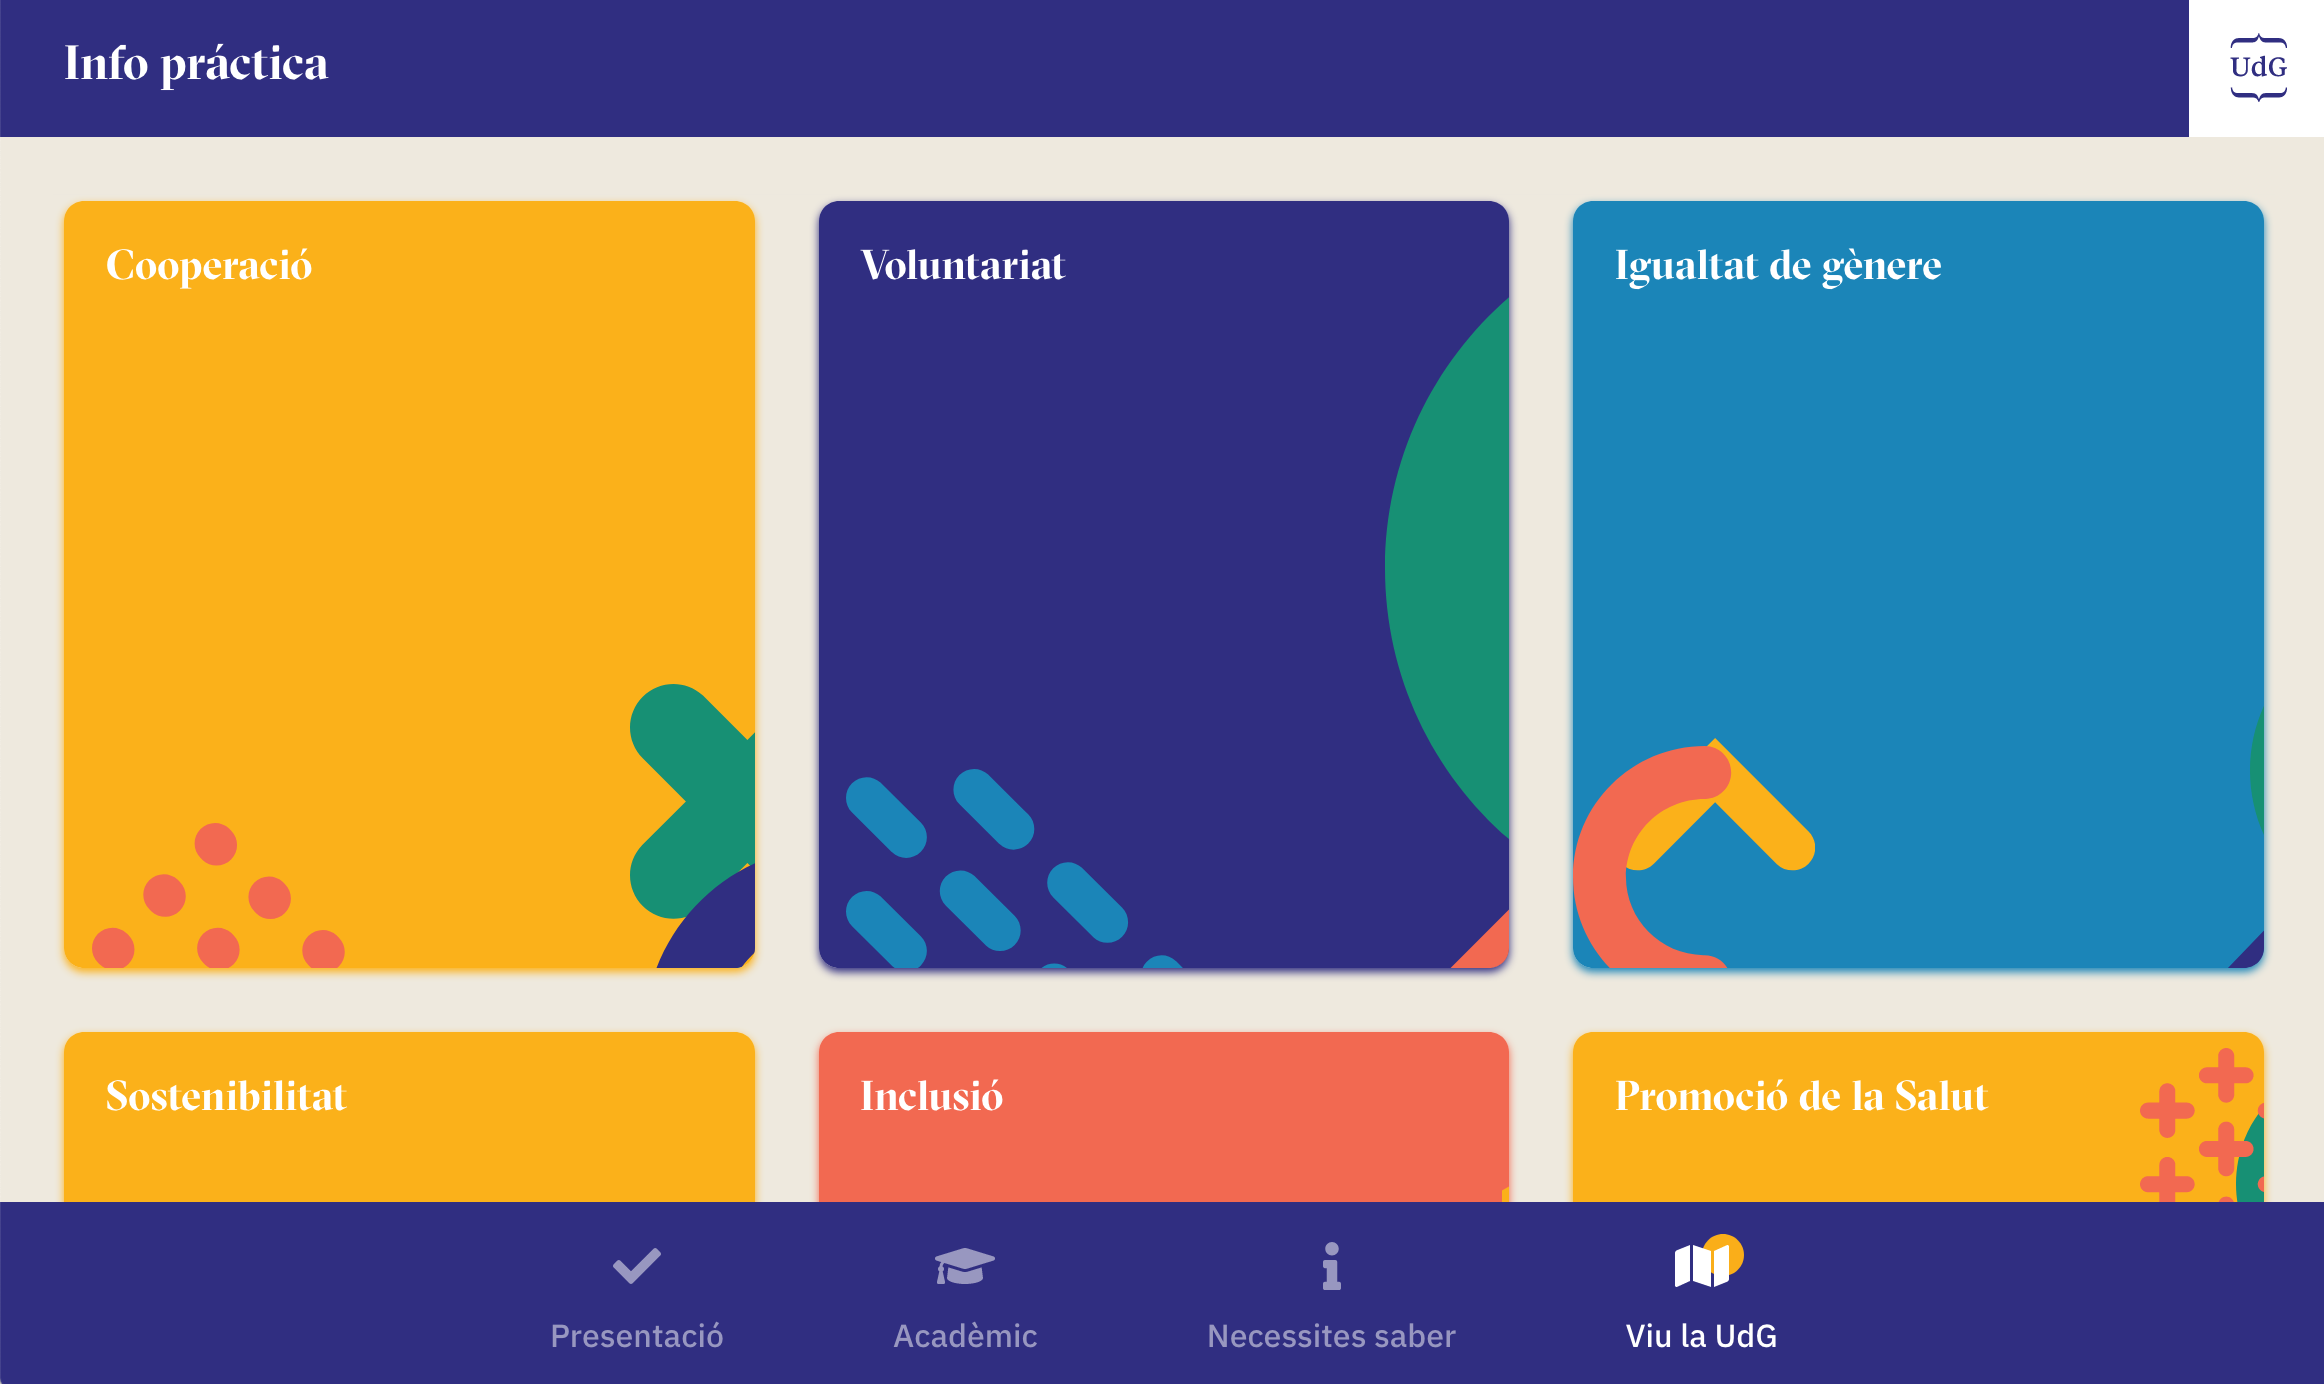 Info práctica
UdG
Cooperació
Voluntariat
Igualtat de gènere
Sostenibilitat
Inclusió
Promoció de la Salut
Presentació
Acadèmic
Necessites saber
Viu la UdG